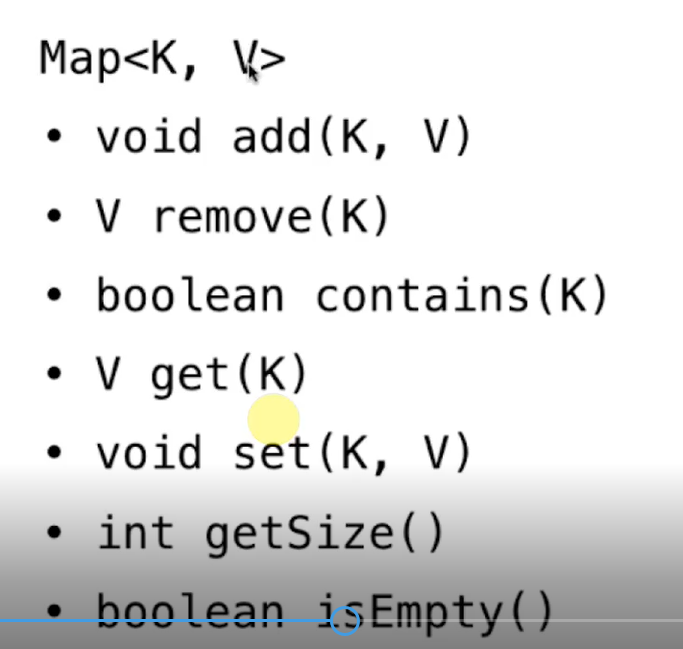 Map<K, V>
• void add(K, V)
• V remove(K)
• boolean contains(K)
• V get(K)
• void set(K, V)
• int getSize()
• boolean isEmpty()